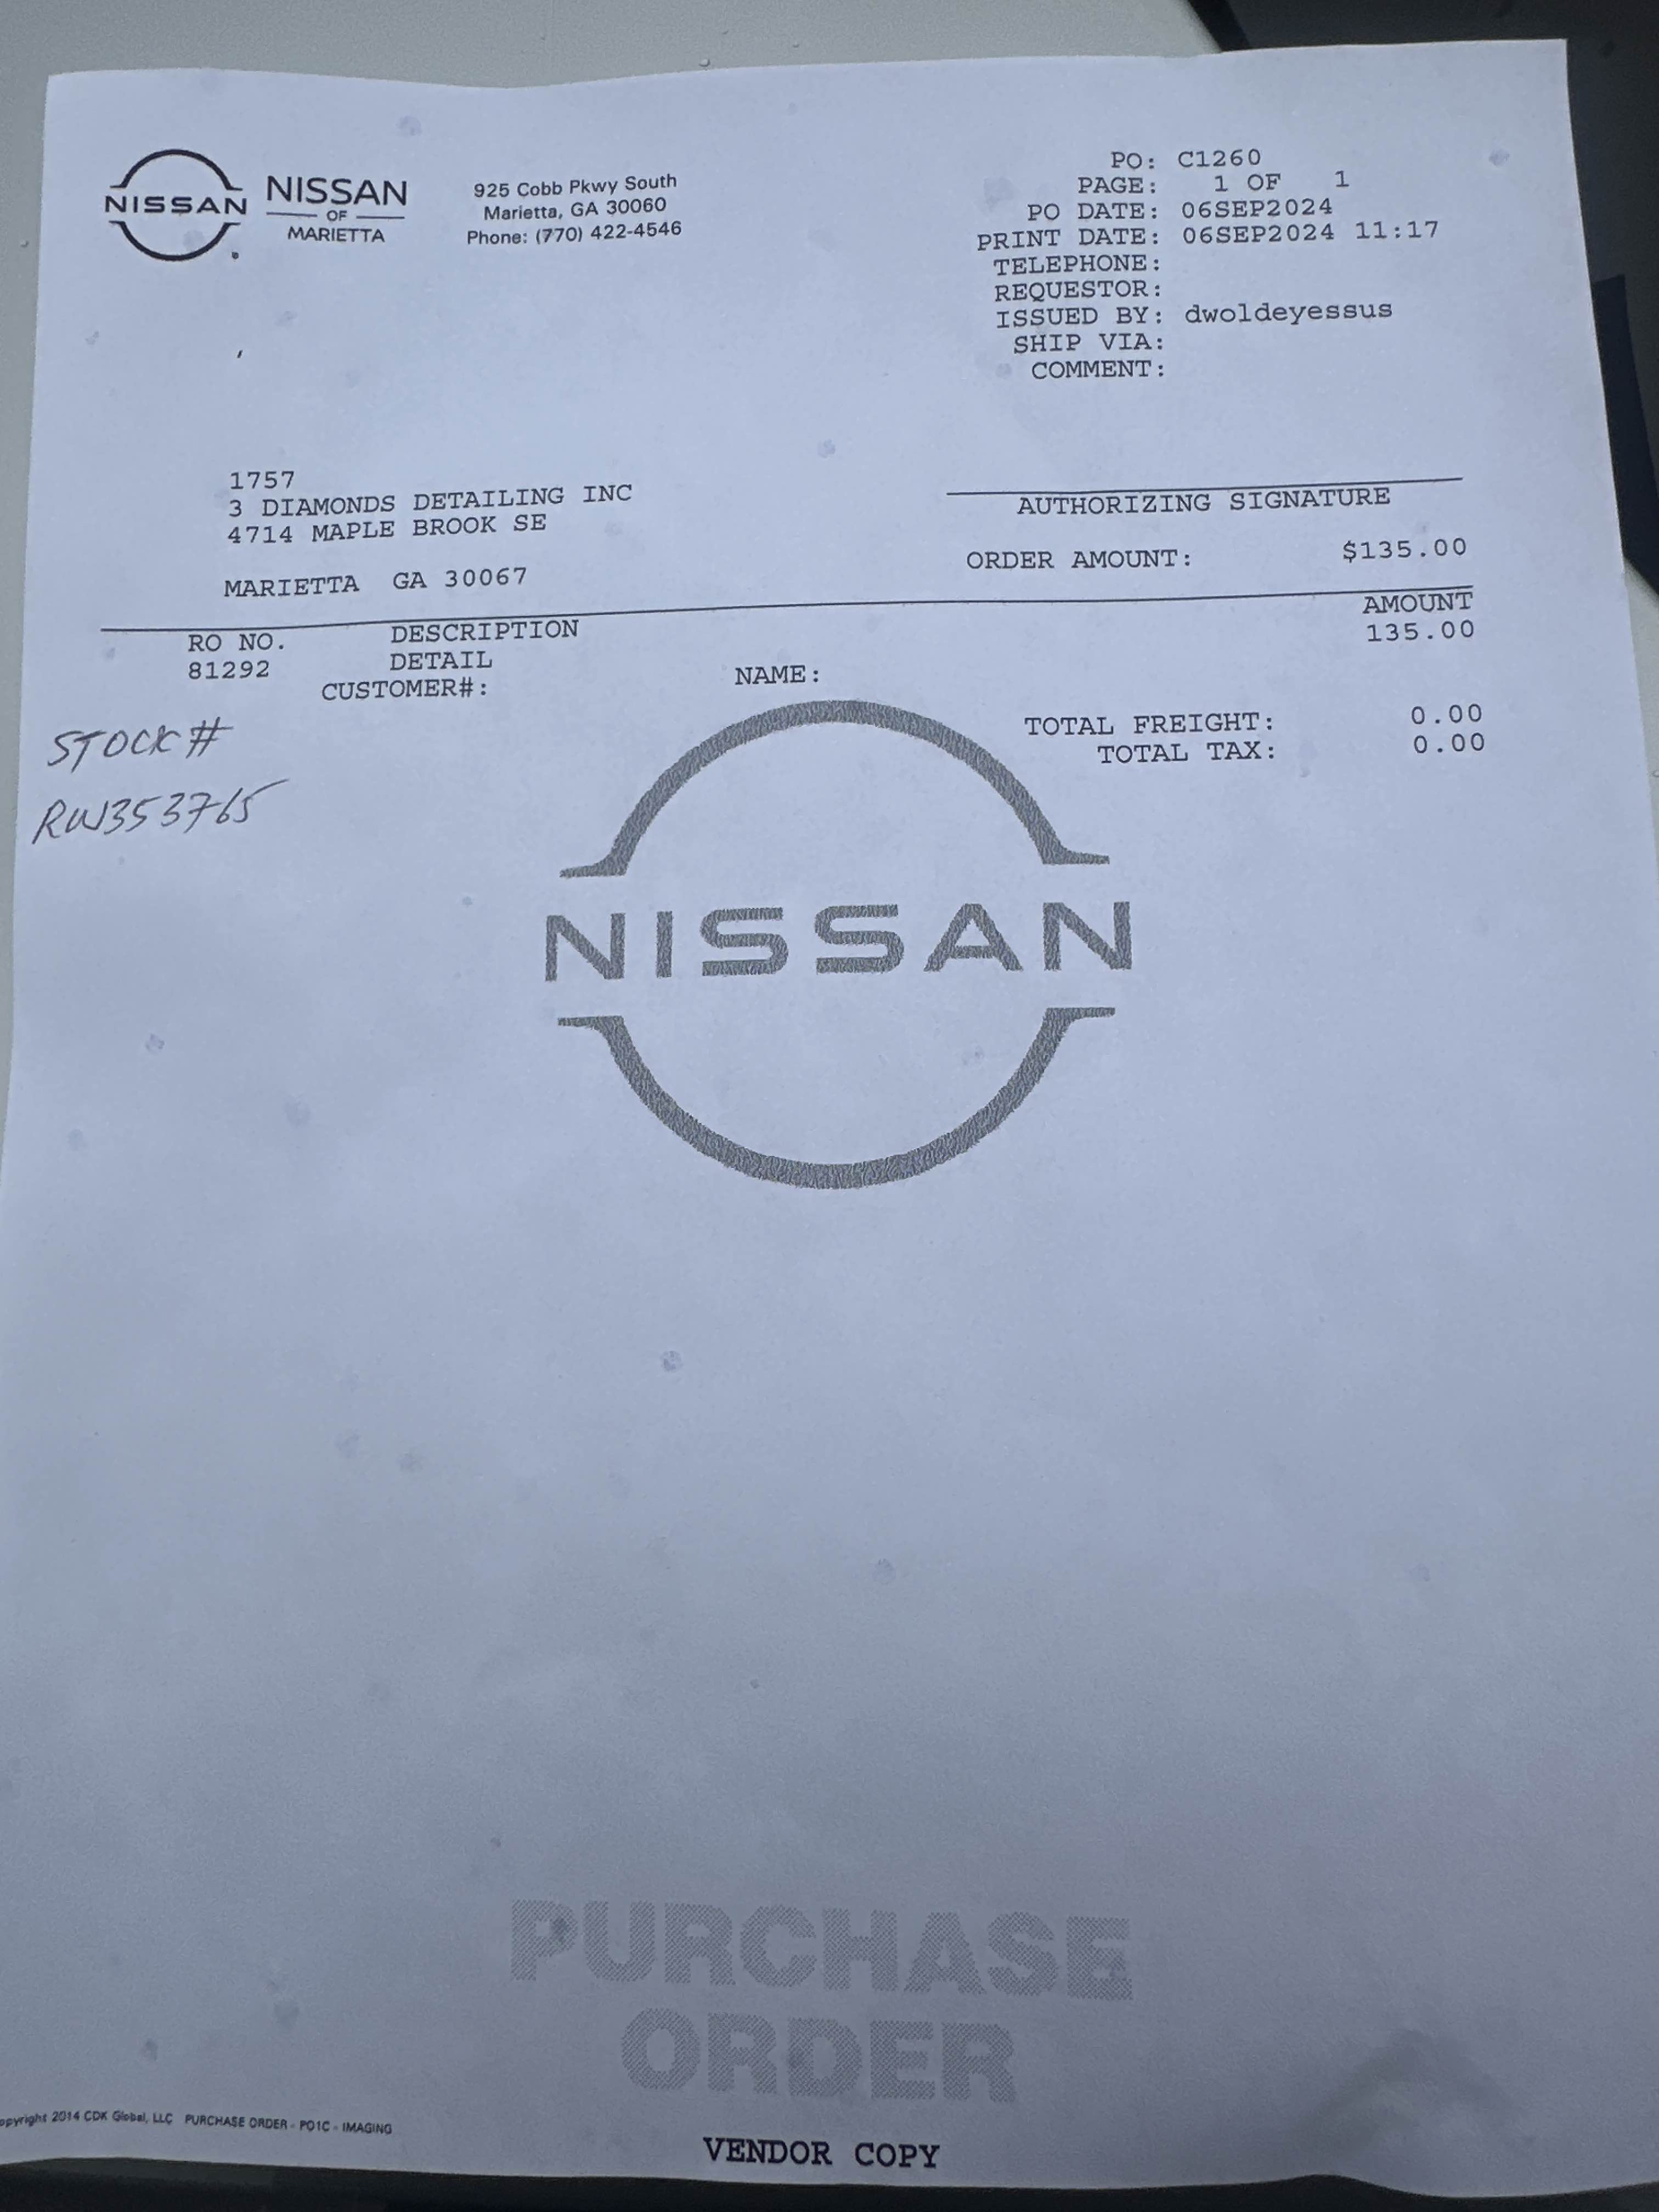 NISSAN
NISSAN
OF
MARIETTA
925 Cobb Pkwy South
Marietta, GA 30060
Phone: (770) 422-4546
PO: C1260
PAGE: 1 OF 1
PO DATE: 06SEP2024
PRINT DATE: 06SEP2024 11:17
TELEPHONE:
REQUESTOR:
ISSUED BY: dwoldeyessus
SHIP VIA:
COMMENT:
1757
3 DIAMONDS DETAILING INC
4714 MAPLE BROOK SE
MARIETTA GA 30067
AUTHORIZING SIGNATURE
ORDER AMOUNT: $135.00
RO NO. DESCRIPTION AMOUNT
81292 DETAIL 135.00
CUSTOMER#: NAME:
TOTAL FREIGHT: 0.00
TOTAL TAX: 0.00
STOCK#
RW353765
NISSAN
PURCHASE
ORDER
opyright 2014 CDK Global, LLC PURCHASE ORDER - PO1C - IMAGING
VENDOR COPY